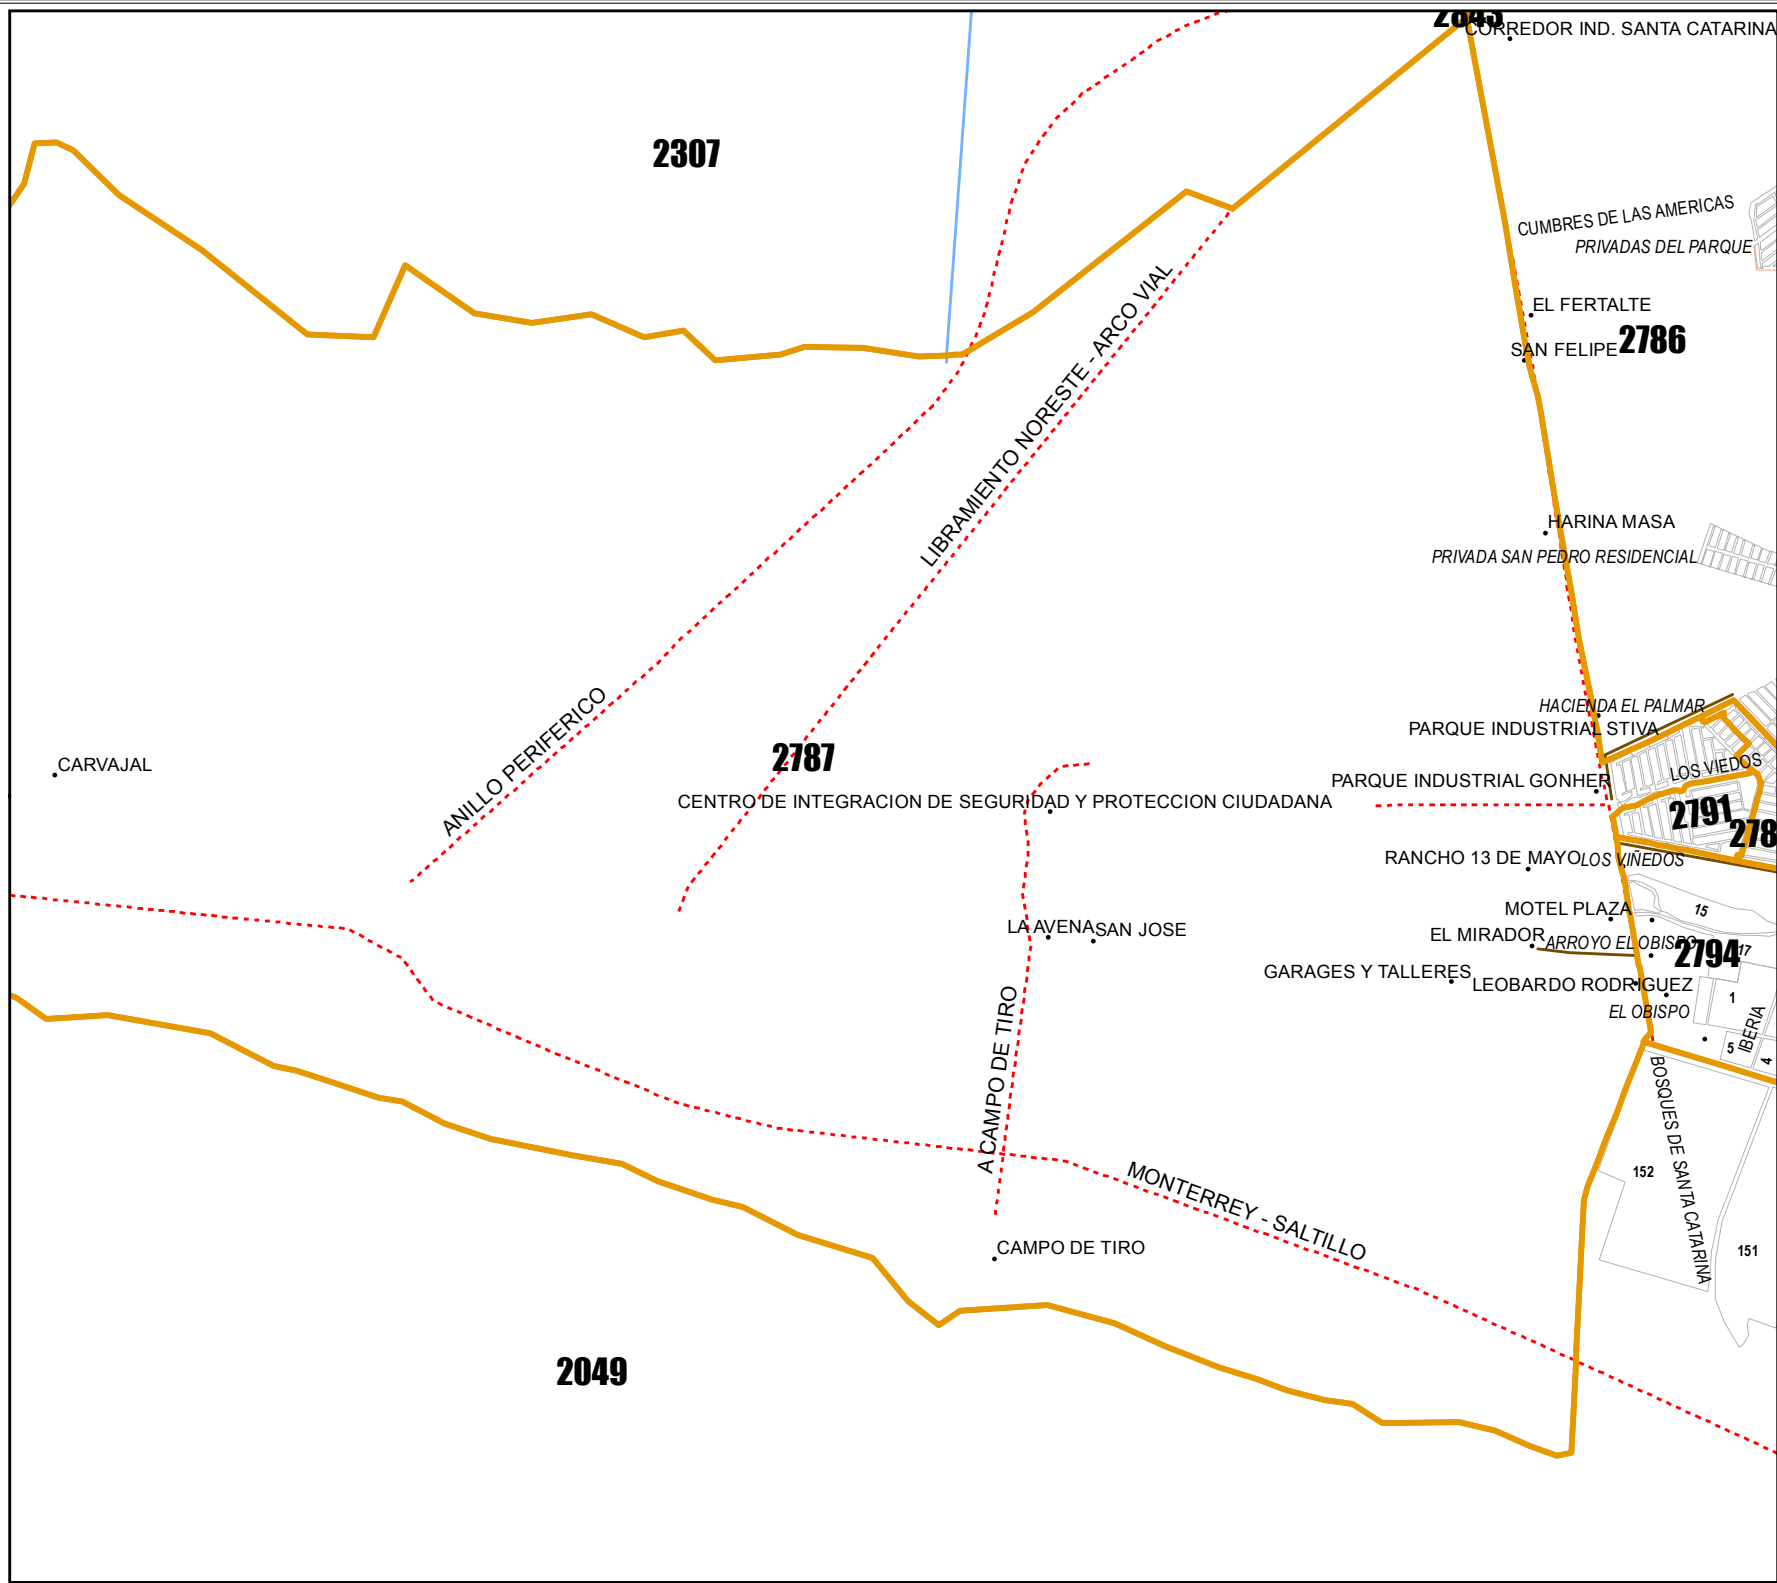 2843
CORREDOR IND. SANTA CATARINA
2307
CUMBRES DE LAS AMERICAS
PRIVADAS DEL PARQUE
EL FERTALTE
2786
SAN FELIPE
LIBRAMIENTO NORESTE - ARCO VIAL
HARINA MASA
PRIVADA SAN PEDRO RESIDENCIAL
HACIENDA EL PALMAR
PARQUE INDUSTRIAL STIVA
ANILLO PERIFERICO
2787
CARVAJAL
LOS VIEDOS
PARQUE INDUSTRIAL GONHER
CENTRO DE INTEGRACION DE SEGURIDAD Y PROTECCION CIUDADANA
2791
278
RANCHO 13 DE MAYO
LOS VIÑEDOS
MOTEL PLAZA
15
LA AVENA
SAN JOSE
EL MIRADOR
ARROYO EL OBISPO
17
2794
GARAGES Y TALLERES
LEOBARDO RODRIGUEZ
1
EL OBISPO
IBERIA
5
4
A CAMPO DE TIRO
BOSQUES DE SANTA CATARINA
152
MONTERREY - SALTILLO
CAMPO DE TIRO
151
2049